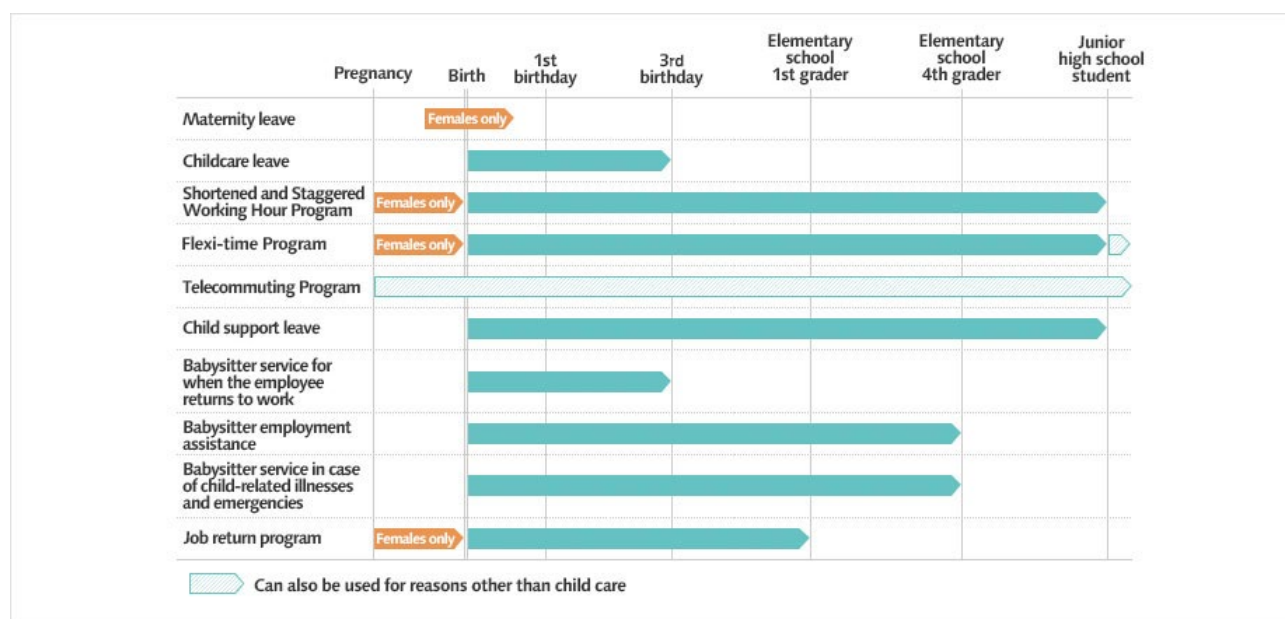 Pregnancy
Birth
1st
birthday
3rd
birthday
Elementary
school
1st grader
Elementary
school
4th grader
Junior
high school
student
Maternity leave
Females only
Childcare leave
Shortened and Staggered
Working Hour Program
Females only
Flexi-time Program
Females only
Telecommuting Program
Child support leave
Babysitter service for
when the employee
returns to work
Babysitter employment
assistance
Babysitter service in case
of child-related illnesses
and emergencies
Job return program
Females only
Can also be used for reasons other than child care